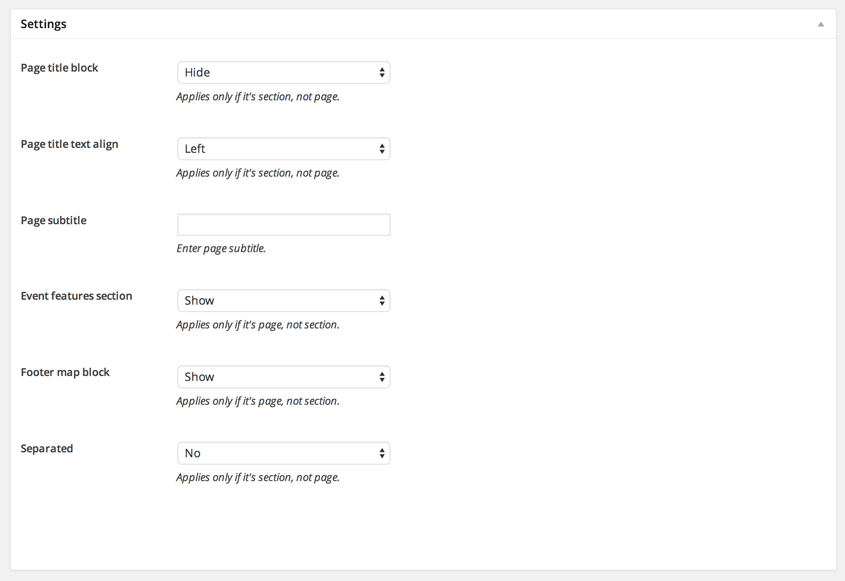 Settings
Page title block
Hide
Applies only if it's section, not page.
Page title text align
Left
Applies only if it's section, not page.
Page subtitle
Enter page subtitle.
Event features section
Show
Applies only if it's page, not section.
Footer map block
Show
Applies only if it's page, not section.
Separated
No
Applies only if it's section, not page.